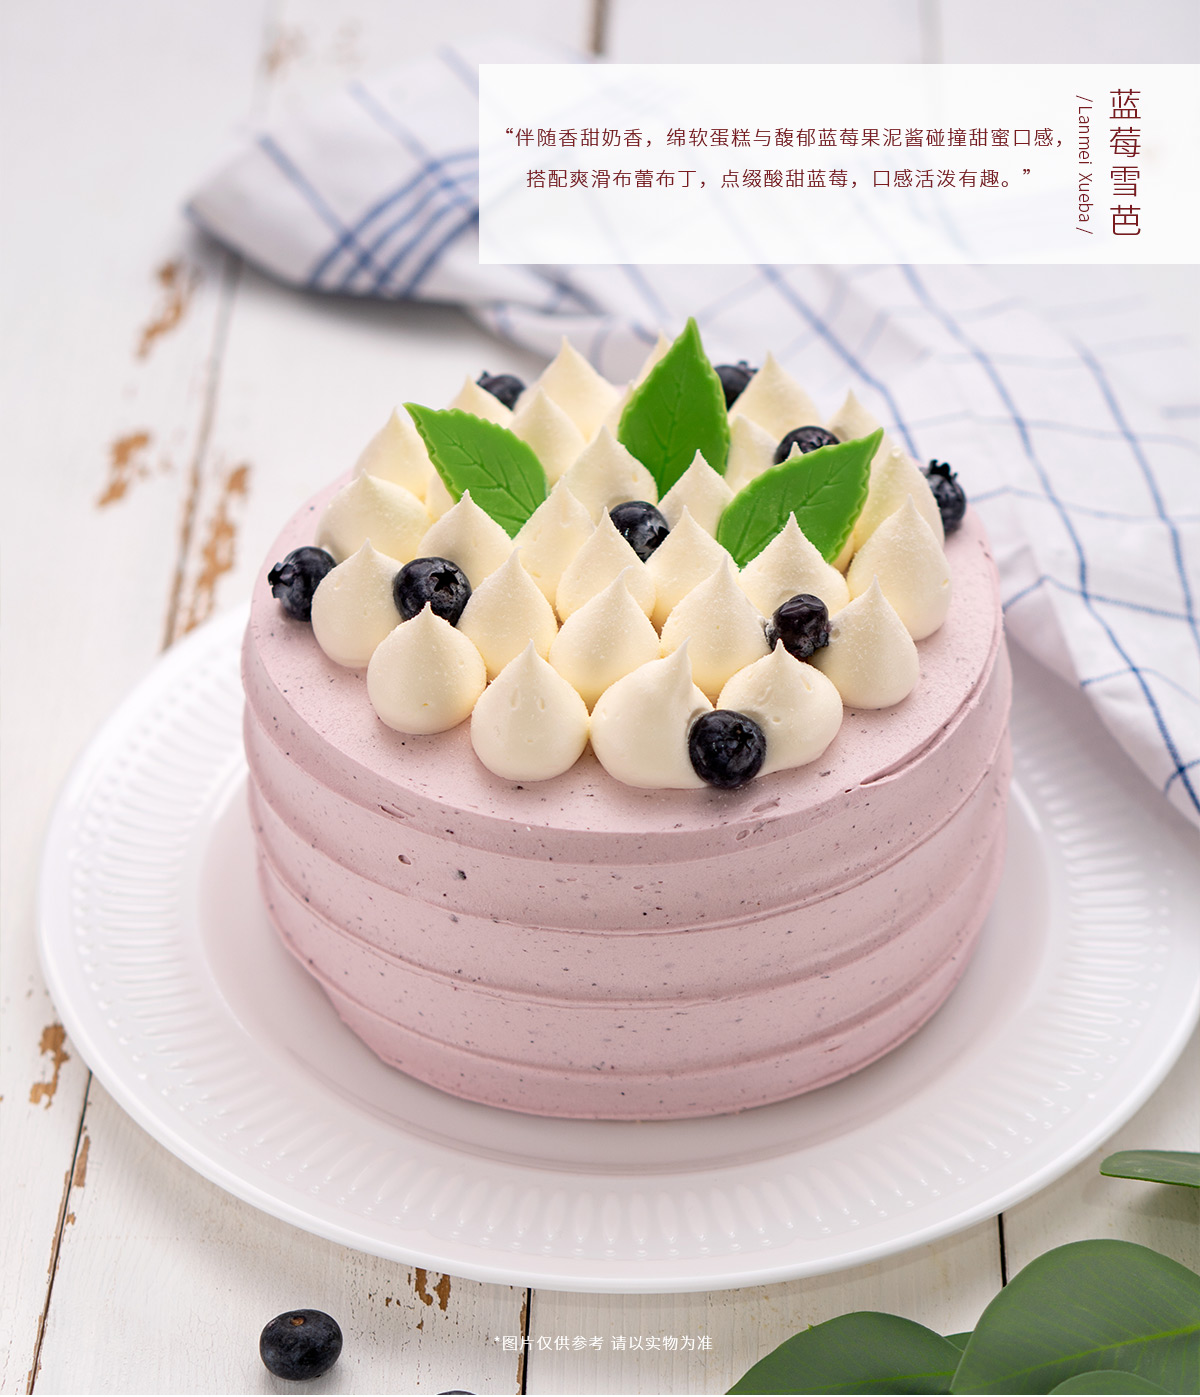 蓝莓雪芭
/Lanmei Xueba/
“伴随香甜奶香，绵软蛋糕与馥郁蓝莓果泥酱碰撞甜蜜口感，
搭配爽滑布蕾布丁，点缀酸甜蓝莓，口感活泼有趣。”
*图片仅供参考 请以实物为准